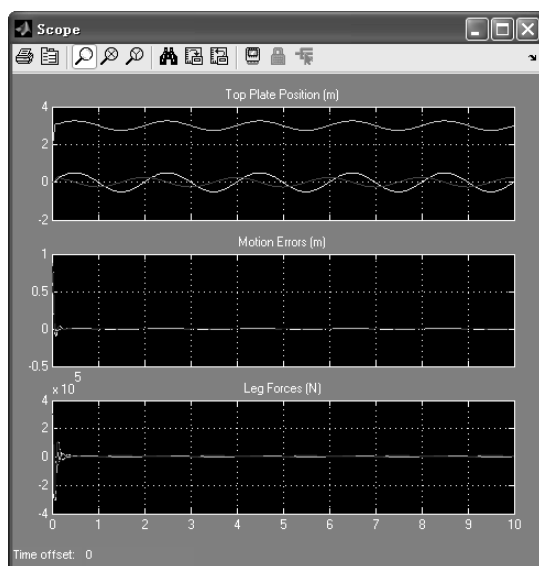 Scope
Top Plate Position (m)
4
2
0
-2
Motion Errors (m)
1
0.5
0
-0.5
x 10^5
Leg Forces (N)
4
2
0
-2
-4
0 1 2 3 4 5 6 7 8 9 10
Time offset: 0